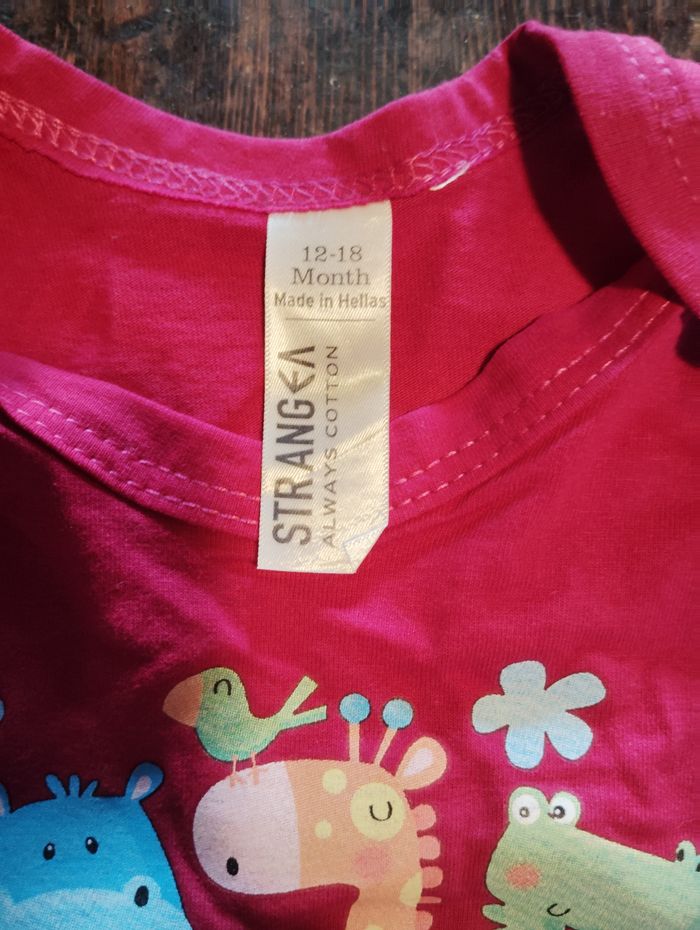 12-18
Month
Made in Hellas
STRANGEA
ALWAYS COTTON